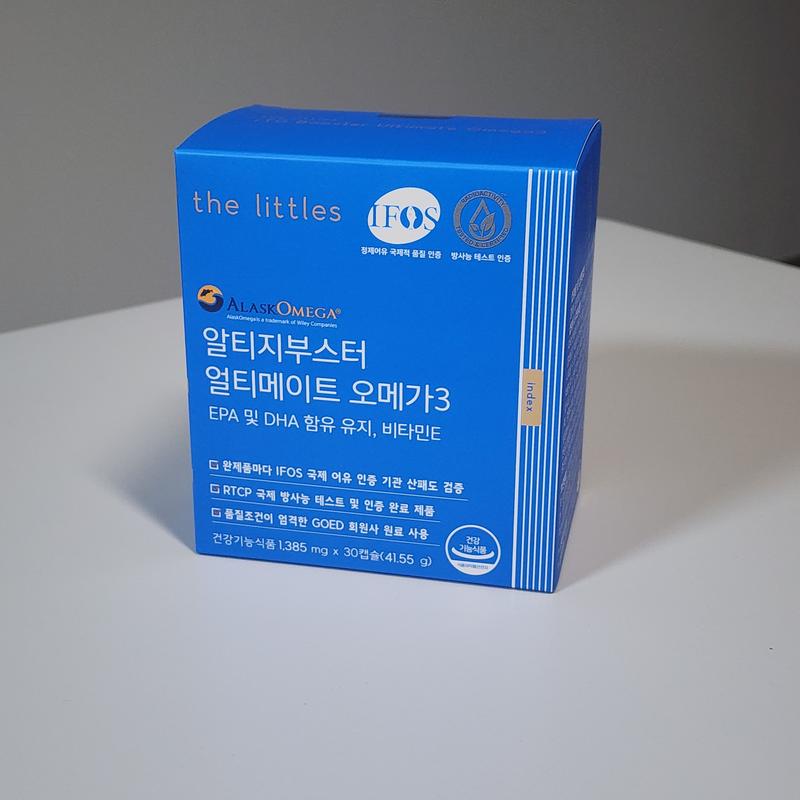 the littles
IFOS
정제어유 국제적 품질 인증
방사능 테스트 인증
ALASKOMEGA®
AlaskOmega is a trademark of Wiley Companies
알티지부스터
얼티메이트 오메가3
EPA 및 DHA 함유 유지, 비타민E
index
완제품마다 IFOS 국제 어유 인증 기관 산패도 검증
RTCP 국제 방사능 테스트 및 인증 완료 제품
품질조건이 엄격한 GOED 회원사 원료 사용
건강기능식품 1,385 mg x 30캡슐(41.55 g)
건강
기능식품